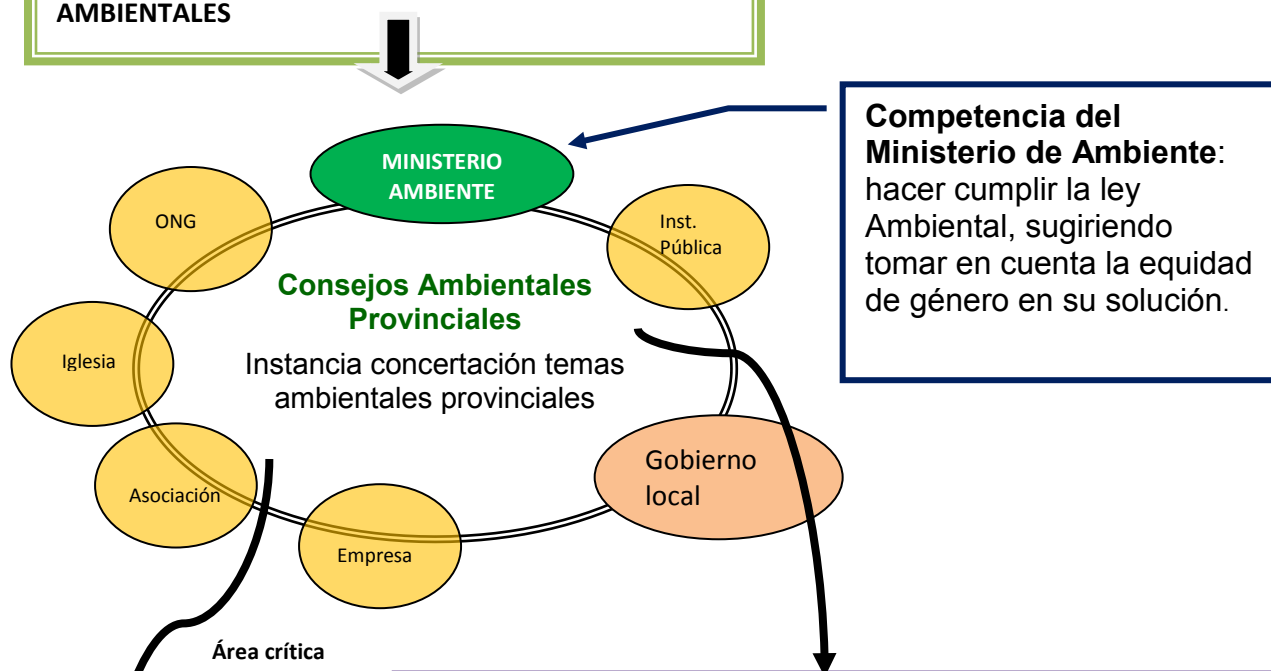 AMBIENTALES
MINISTERIO
AMBIENTE
Competencia del
Ministerio de Ambiente:
hacer cumplir la ley
Ambiental, sugiriendo
tomar en cuenta la equidad
de género en su solución.
ONG
Inst.
Pública
Consejos Ambientales
Provinciales
Instancia concertación temas
ambientales provinciales
Iglesia
Gobierno
local
Asociación
Empresa
Área crítica